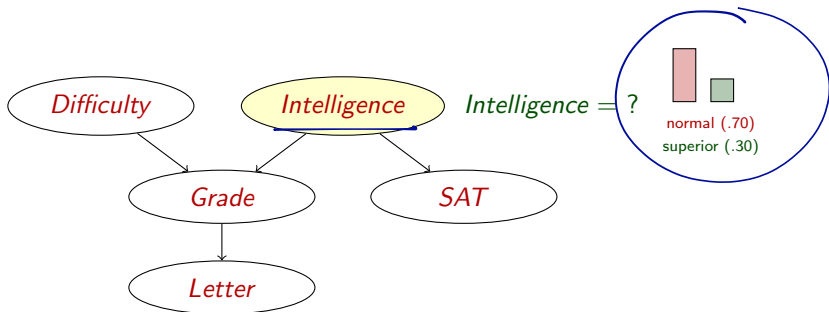 Difficulty
Intelligence
Intelligence = ?
normal (.70)
superior (.30)
Grade
SAT
Letter